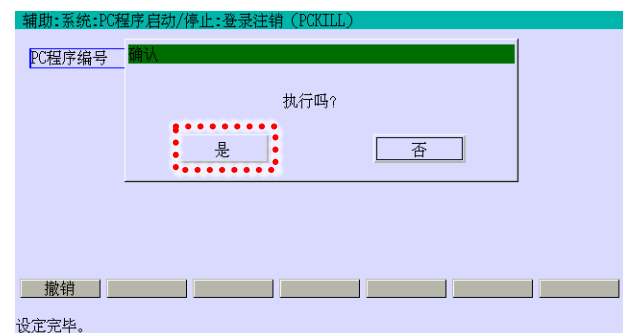 辅助:系统:PC程序启动/停止:登录注销（PCKILL）
PC程序编号
确认
执行吗?
是
否
撤销
设定完毕。